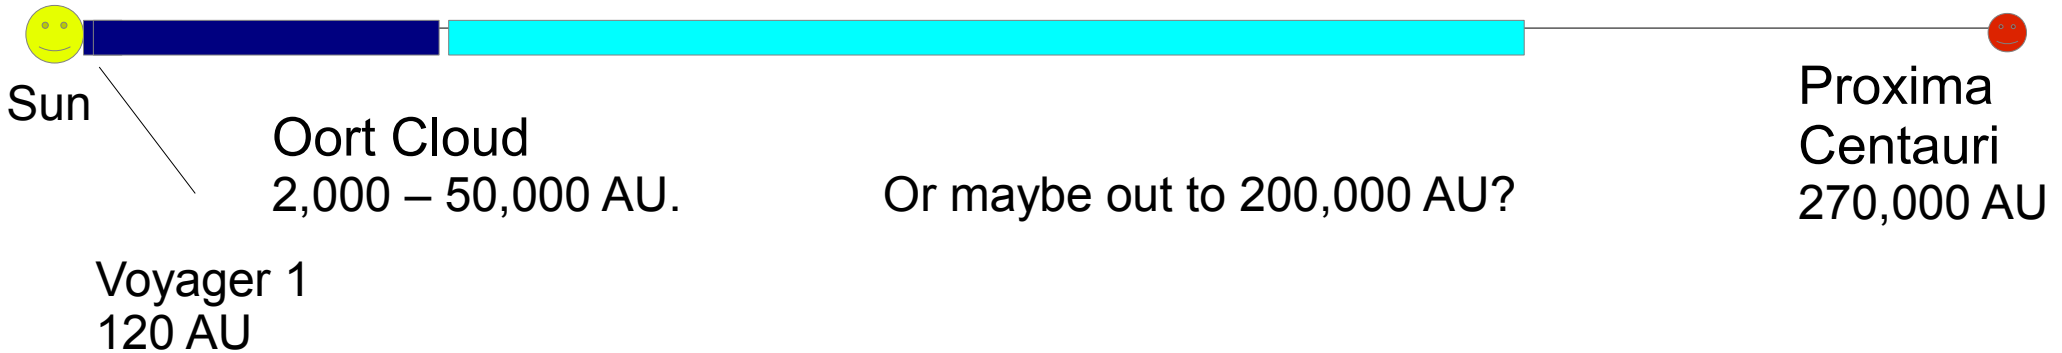 Sun
Oort Cloud
2,000 – 50,000 AU.
Or maybe out to 200,000 AU?
Proxima
Centauri
270,000 AU
Voyager 1
120 AU